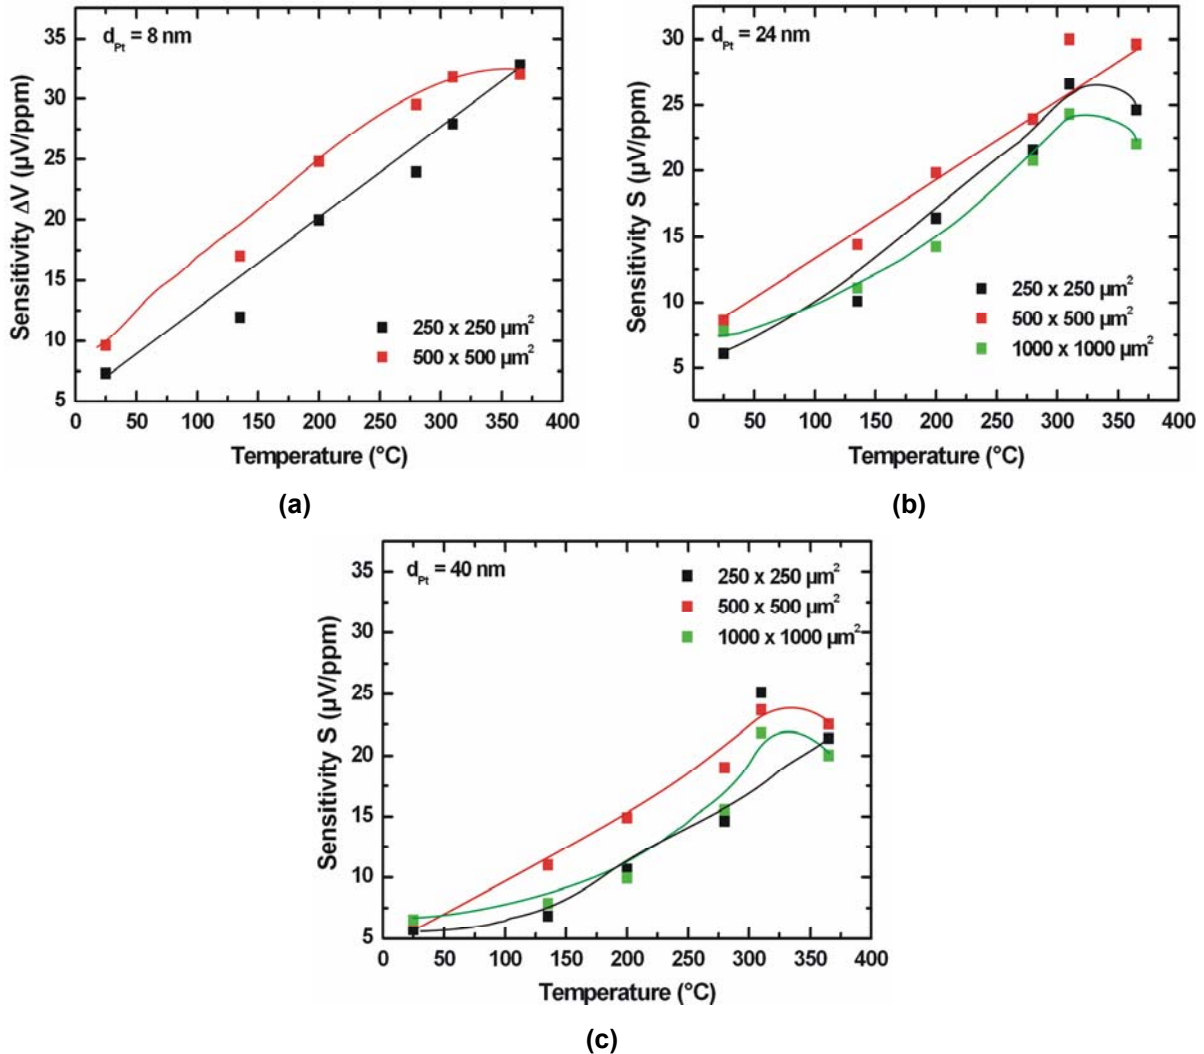 d_Pt = 8 nm
Sensitivity ΔV (µV/ppm)
35
30
25
20
15
10
5
250 x 250 µm²
500 x 500 µm²
0 50 100 150 200 250 300 350 400
Temperature (°C)
(a)
d_Pt = 24 nm
Sensitivity S (µV/ppm)
30
25
20
15
10
5
250 x 250 µm²
500 x 500 µm²
1000 x 1000 µm²
0 50 100 150 200 250 300 350 400
Temperature (°C)
(b)
d_Pt = 40 nm
Sensitivity S (µV/ppm)
35
30
25
20
15
10
5
250 x 250 µm²
500 x 500 µm²
1000 x 1000 µm²
0 50 100 150 200 250 300 350 400
Temperature (°C)
(c)